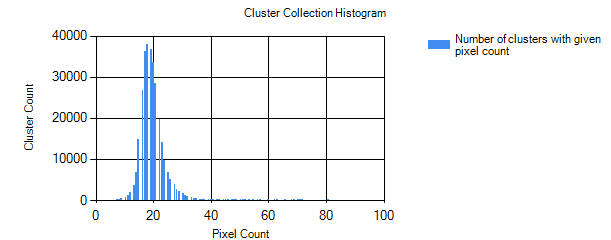 Cluster Collection Histogram
Number of clusters with given
pixel count
Cluster Count
40000
30000
20000
10000
0
0 20 40 60 80 100
Pixel Count